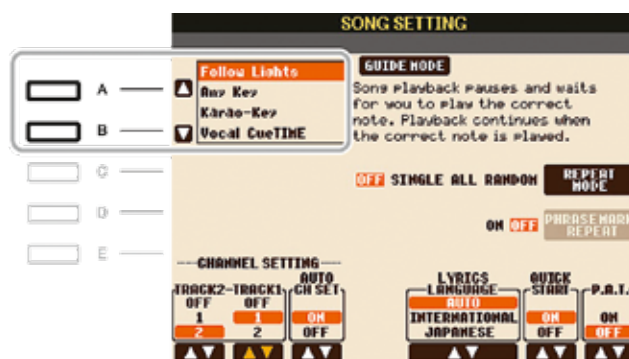 SONG SETTING
Follow Lights
Any Key
Karao-Key
Vocal CueTIME
GUIDE MODE
Song playback pauses and waits
for you to play the correct
note. Playback continues when
the correct note is played.
A
B
C
D
E
OFF SINGLE ALL RANDOM
REPEAT
MODE
ON OFF
PHRASE MARK
REPEAT
CHANNEL SETTING
TRACK2 TRACK1 AUTO CH SET
OFF OFF
1 1 ON
2 2 OFF
LYRICS
LANGUAGE
AUTO
INTERNATIONAL
JAPANESE
QUICK
START
ON
OFF
P.A.T.
ON
OFF